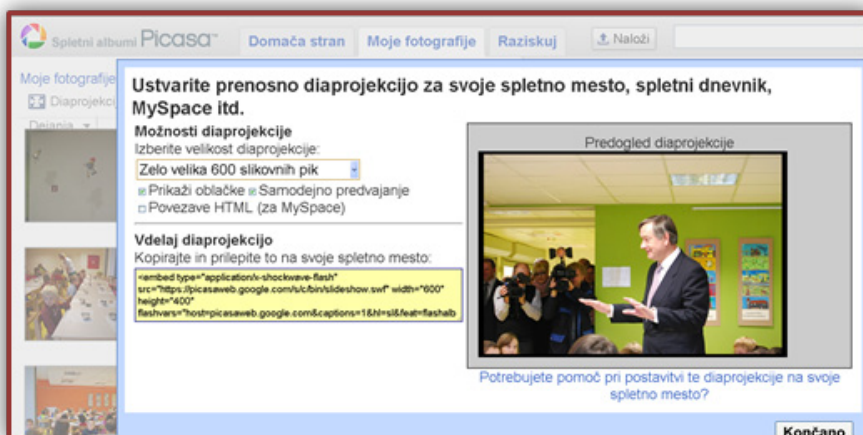 Spletni albumi Picasa™
Domača stran Moje fotografije Raziskuj Naloži
Moje fotografije
Diaprojekcij
Dejanja
Ustvarite prenosno diaprojekcijo za svoje spletno mesto, spletni dnevnik,
MySpace itd.
Možnosti diaprojekcije
Izberite velikost diaprojekcije:
Zelo velika 600 slikovnih pik
Prikaži oblačke Samodejno predvajanje
Povezave HTML (za MySpace)
Vdelaj diaprojekcijo
Kopirajte in prilepite to na svoje spletno mesto:
<embed type="application/x-shockwave-flash"
src="https://picasaweb.google.com/s/c/bin/slideshow.swf" width="600"
height="400"
flashvars="host=picasaweb.google.com&captions=1&hl=sl&feat=flashalb
Predogled diaprojekcije
Potrebujete pomoč pri postavitvi te diaprojekcije na svoje
spletno mesto?
Končano